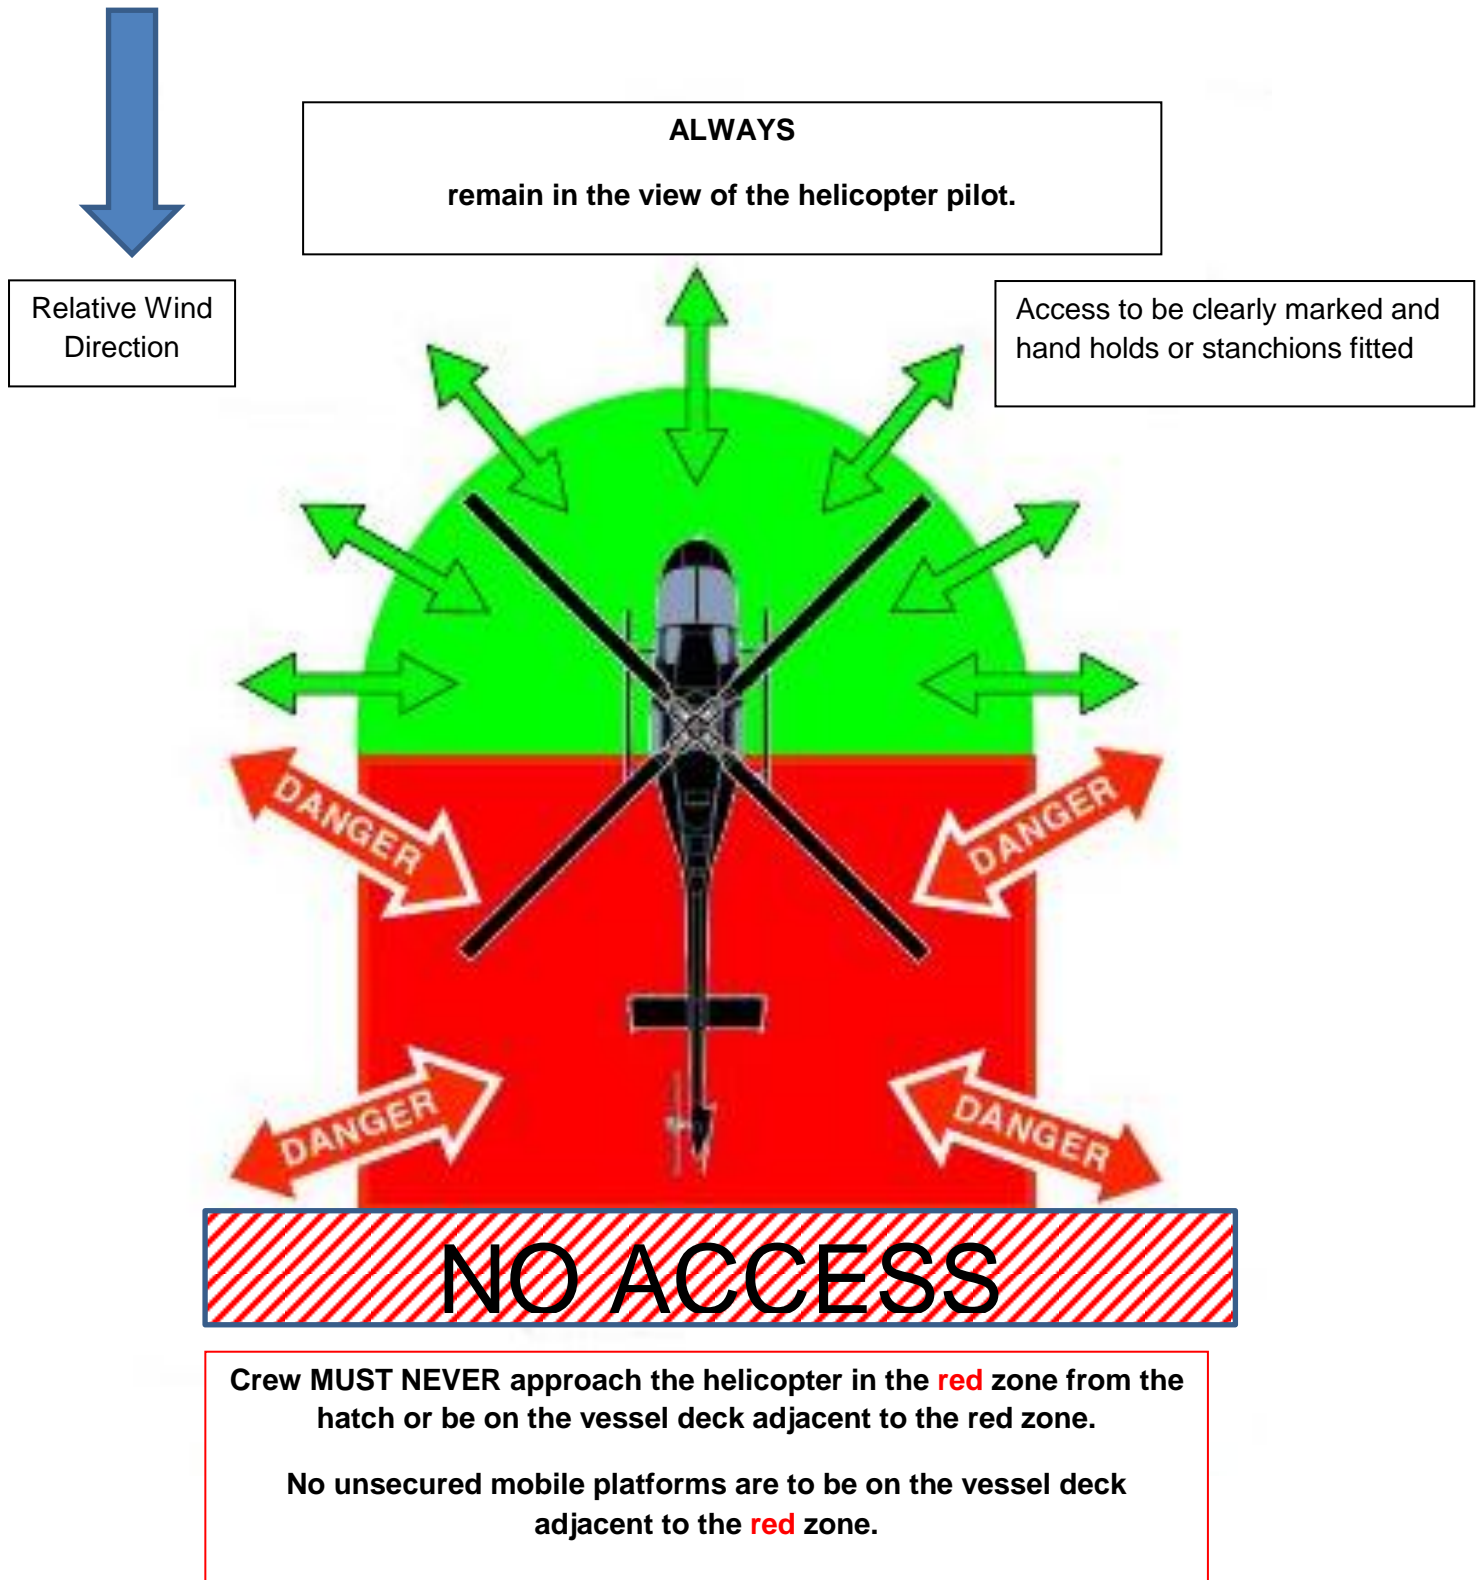 ALWAYS
remain in the view of the helicopter pilot.
Relative Wind
Direction
Access to be clearly marked and
hand holds or stanchions fitted
DANGER
DANGER
DANGER
DANGER
NO ACCESS
Crew MUST NEVER approach the helicopter in the red zone from the
hatch or be on the vessel deck adjacent to the red zone.
No unsecured mobile platforms are to be on the vessel deck
adjacent to the red zone.